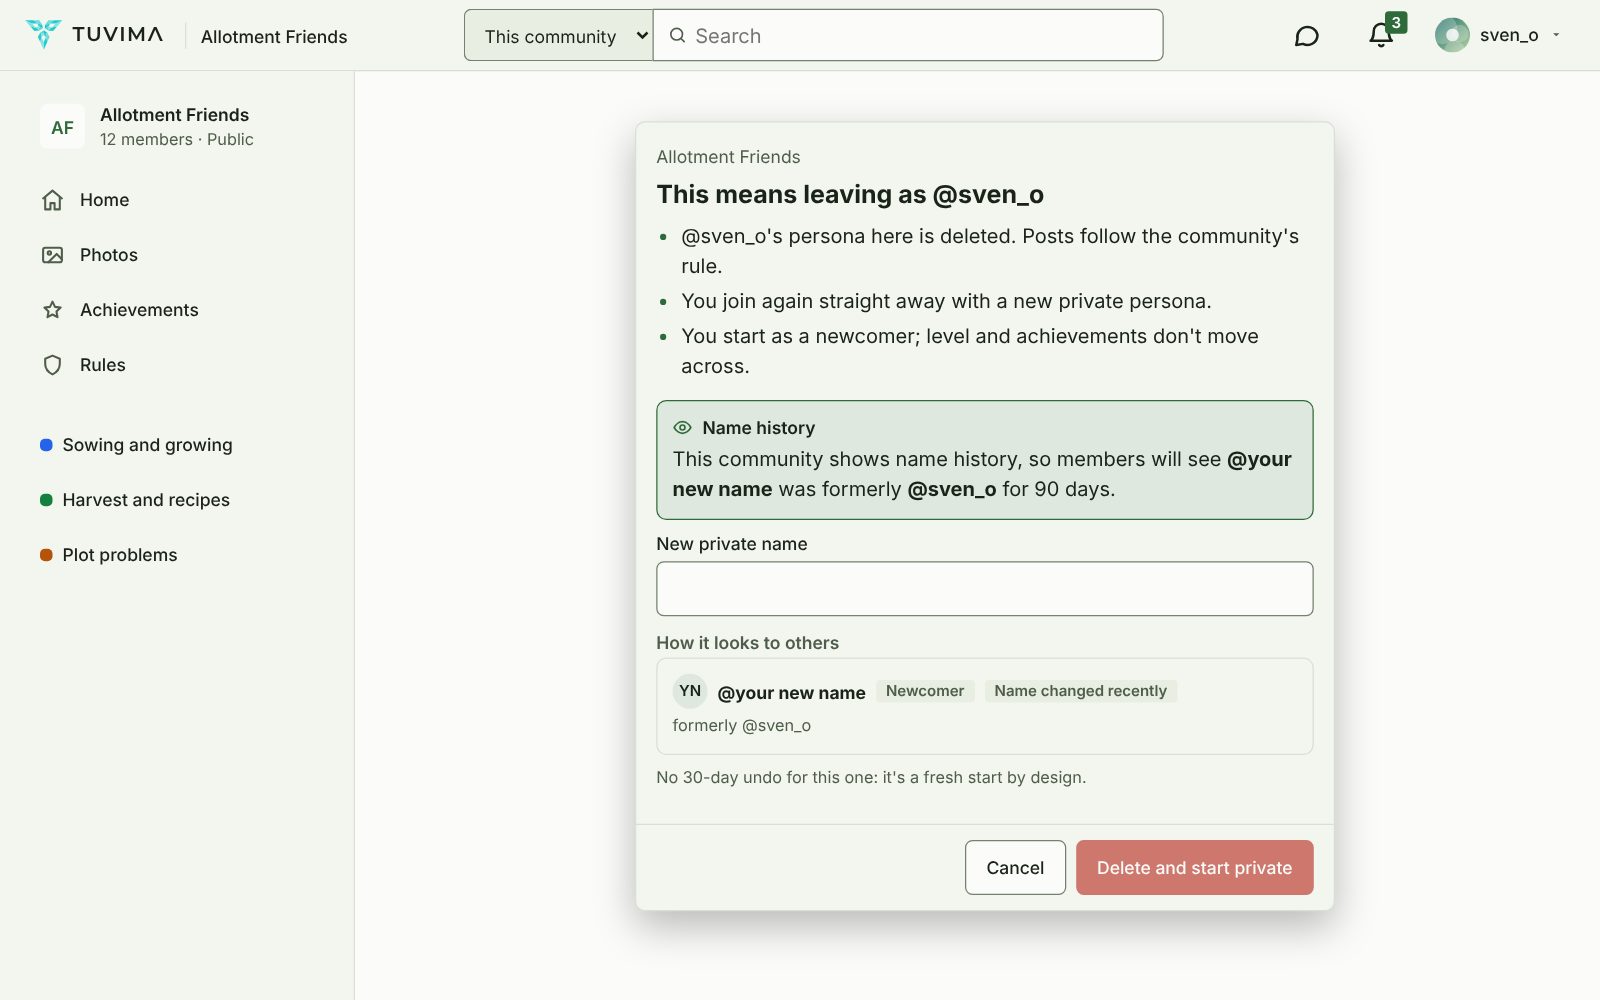 TUVIMA
Allotment Friends
This community
Search
3
sven_o
AF
Allotment Friends
12 members · Public
Home
Photos
Achievements
Rules
Sowing and growing
Harvest and recipes
Plot problems
Allotment Friends
This means leaving as @sven_o
@sven_o's persona here is deleted. Posts follow the community's
rule.
You join again straight away with a new private persona.
You start as a newcomer; level and achievements don't move
across.
Name history
This community shows name history, so members will see @your
new name was formerly @sven_o for 90 days.
New private name
How it looks to others
YN
@your new name
Newcomer
Name changed recently
formerly @sven_o
No 30-day undo for this one: it's a fresh start by design.
Cancel
Delete and start private